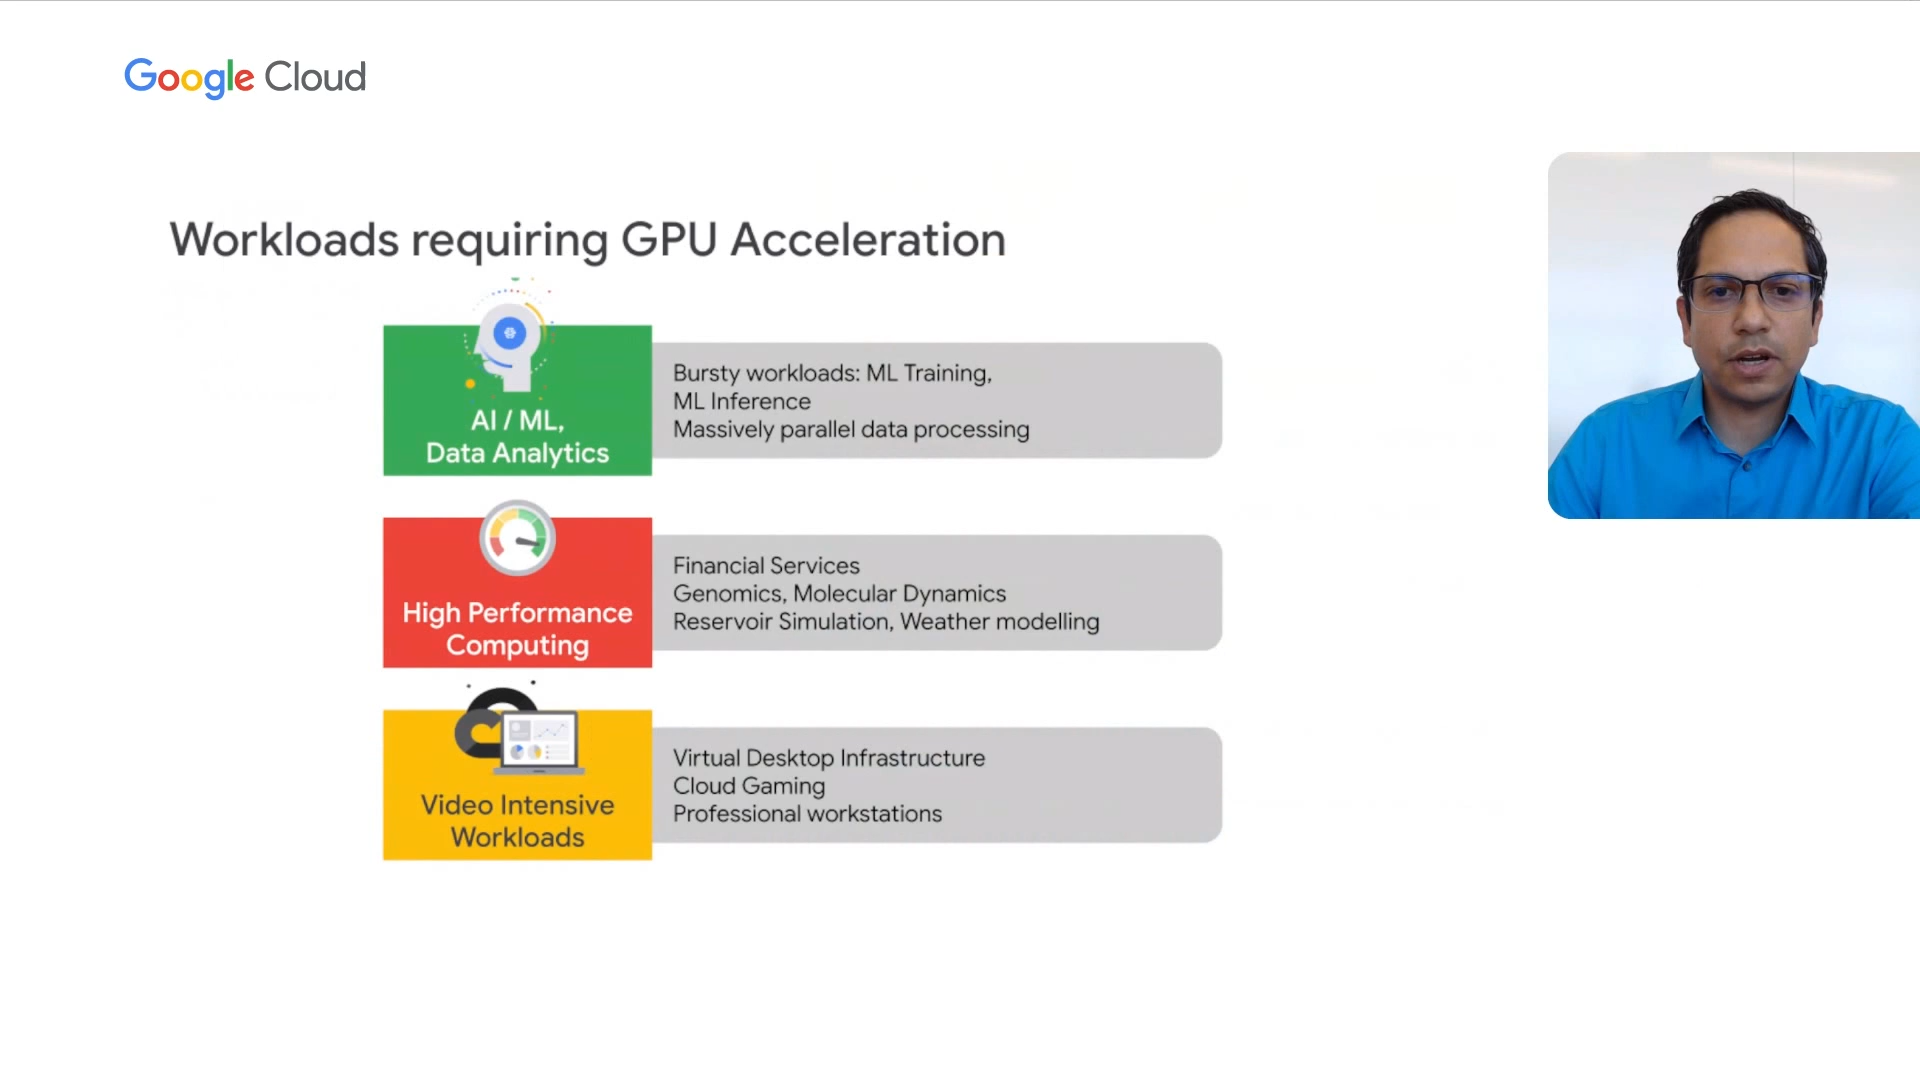 Google Cloud
Workloads requiring GPU Acceleration
AI / ML,
Data Analytics
Bursty workloads: ML Training,
ML Inference
Massively parallel data processing
High Performance
Computing
Financial Services
Genomics, Molecular Dynamics
Reservoir Simulation, Weather modelling
Video Intensive
Workloads
Virtual Desktop Infrastructure
Cloud Gaming
Professional workstations